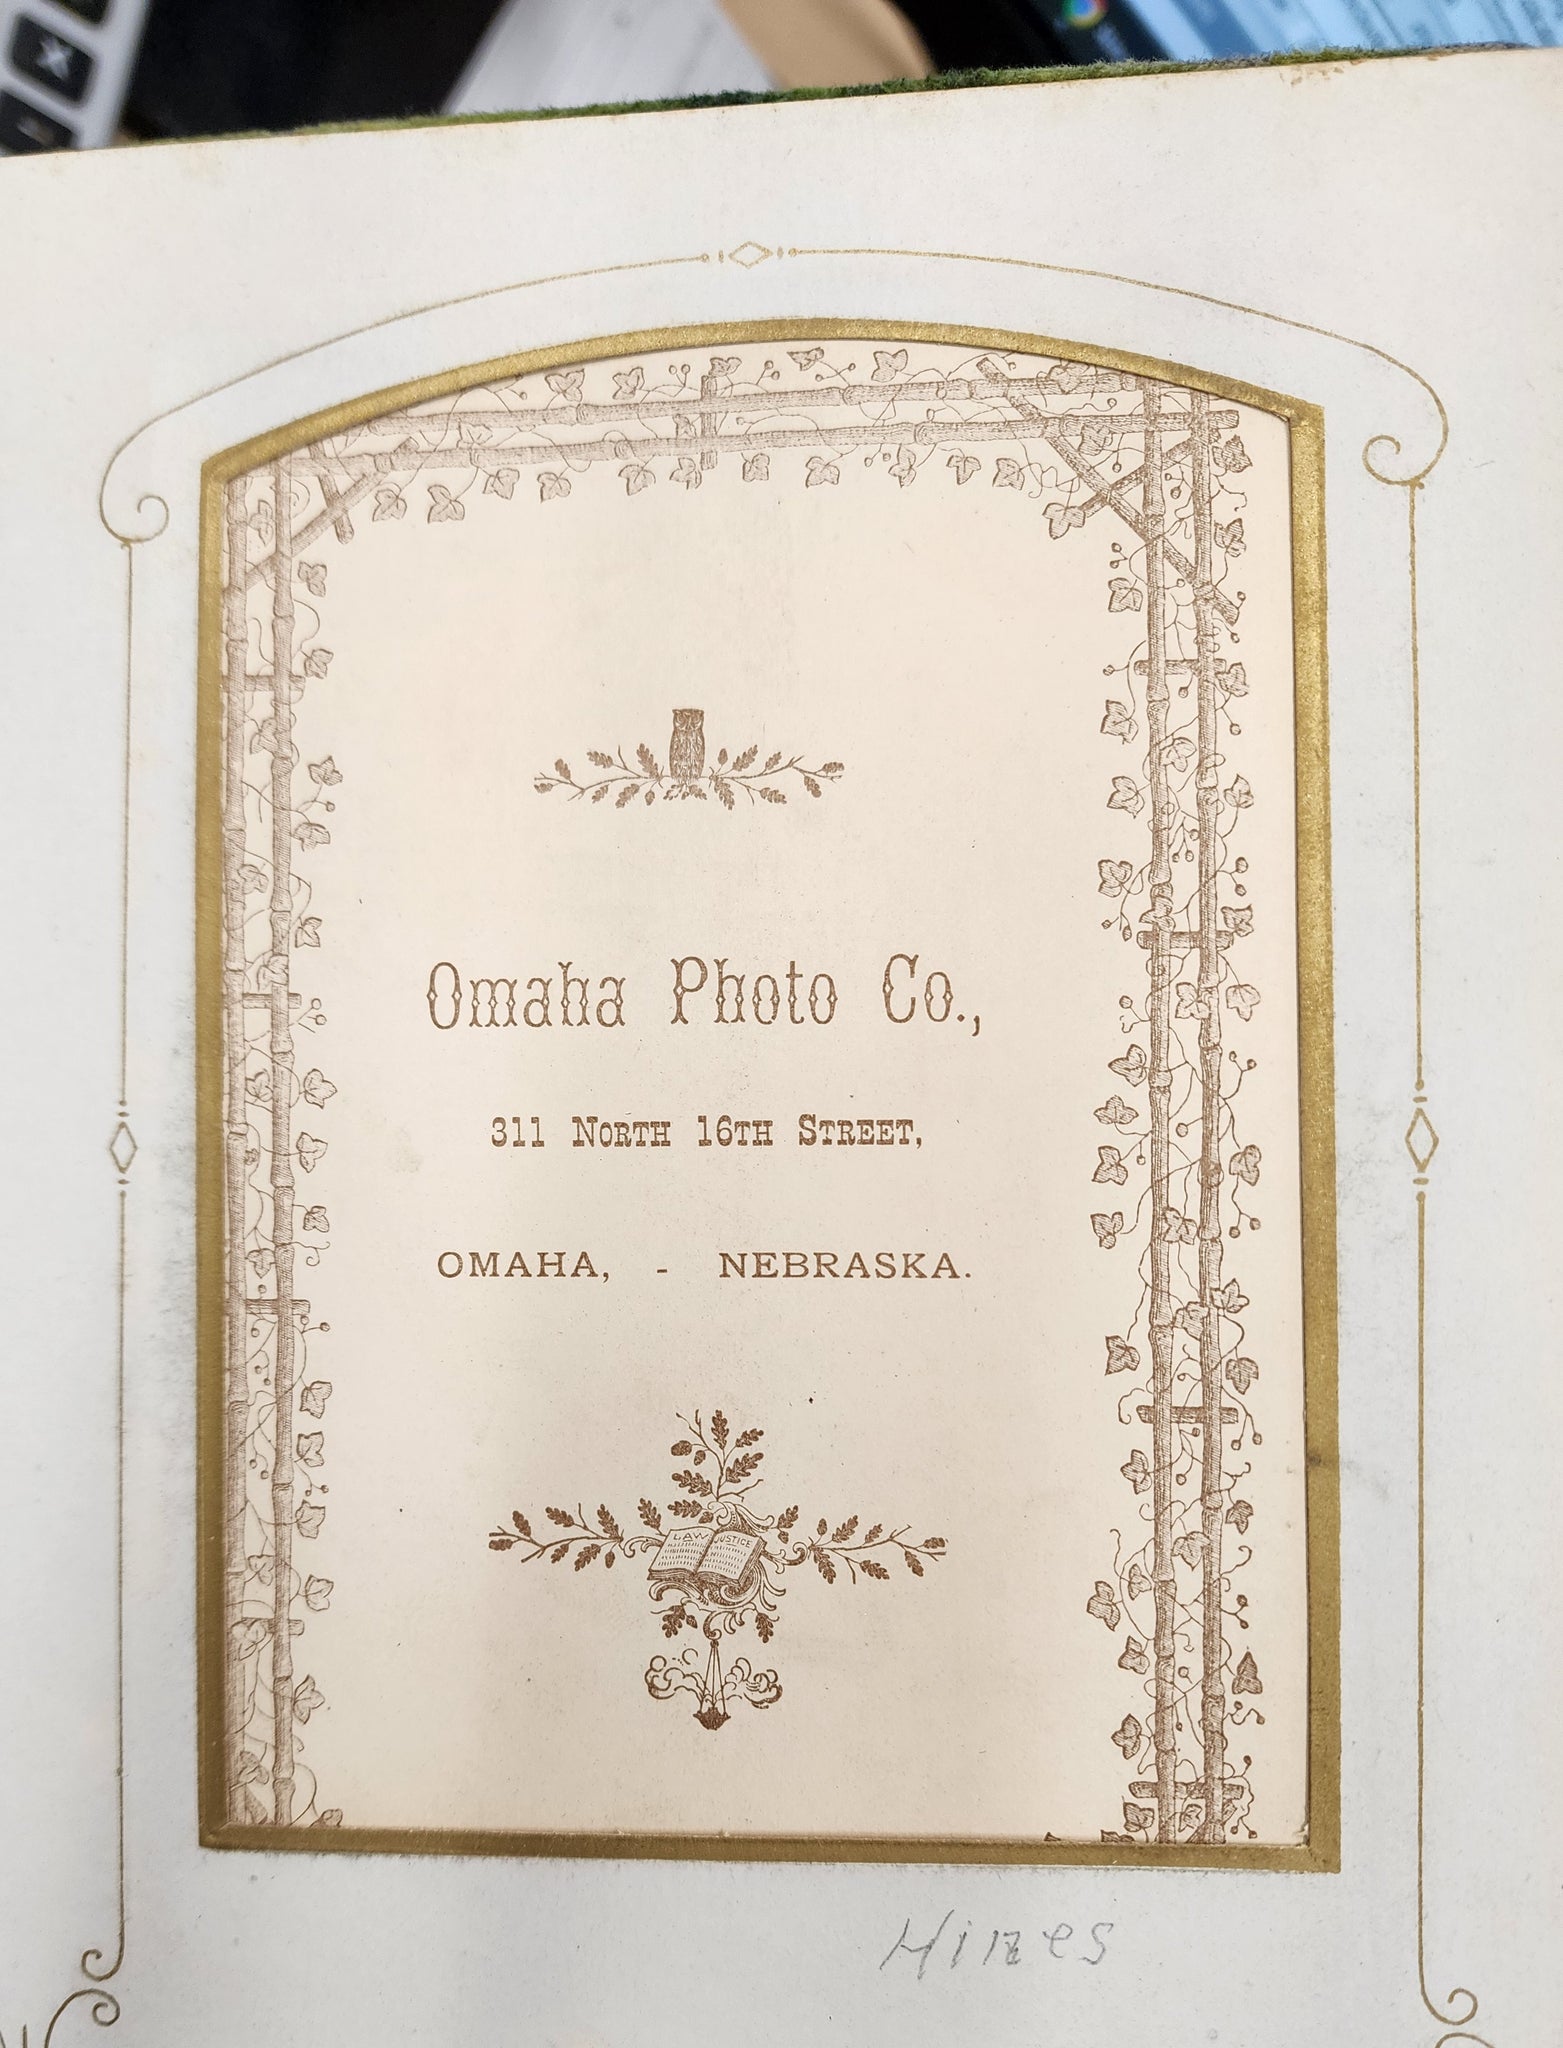 Omaha Photo Co.,
311 NORTH 16TH STREET,
OMAHA, - NEBRASKA.
LAW JUSTICE
Hines